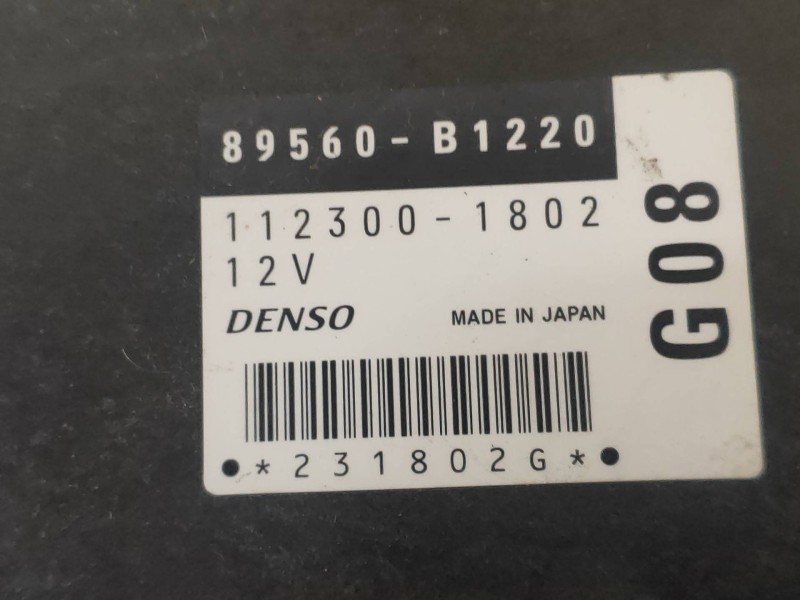 89560-B1220
112300-1802
12V
DENSO MADE IN JAPAN
*231802G*
G08